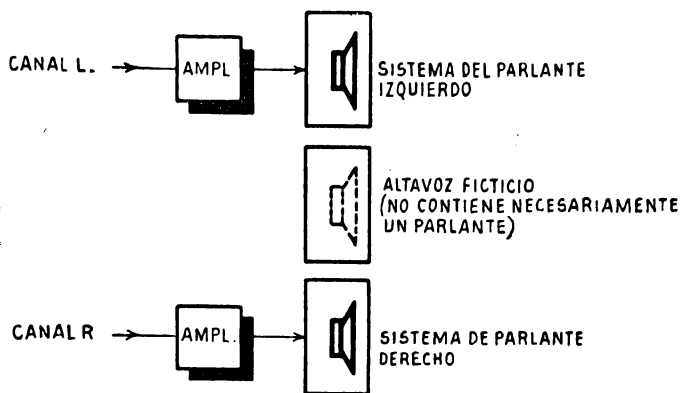 CANAL L.
AMPL
SISTEMA DEL PARLANTE
IZQUIERDO
ALTAVOZ FICTICIO
(NO CONTIENE NECESARIAMENTE
UN PARLANTE)
CANAL R
AMPL.
SISTEMA DE PARLANTE
DERECHO